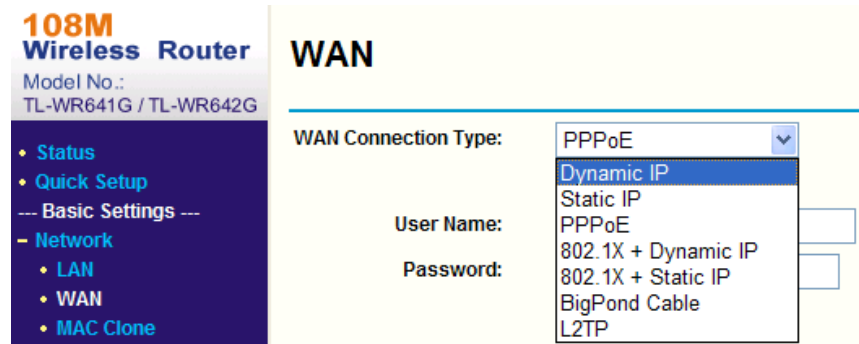 108M
Wireless Router
Model No.:
TL-WR641G / TL-WR642G
• Status
• Quick Setup
--- Basic Settings ---
– Network
• LAN
• WAN
• MAC Clone
WAN
WAN Connection Type:
PPPoE
Dynamic IP
Static IP
PPPoE
802.1X + Dynamic IP
802.1X + Static IP
BigPond Cable
L2TP
User Name:
Password: